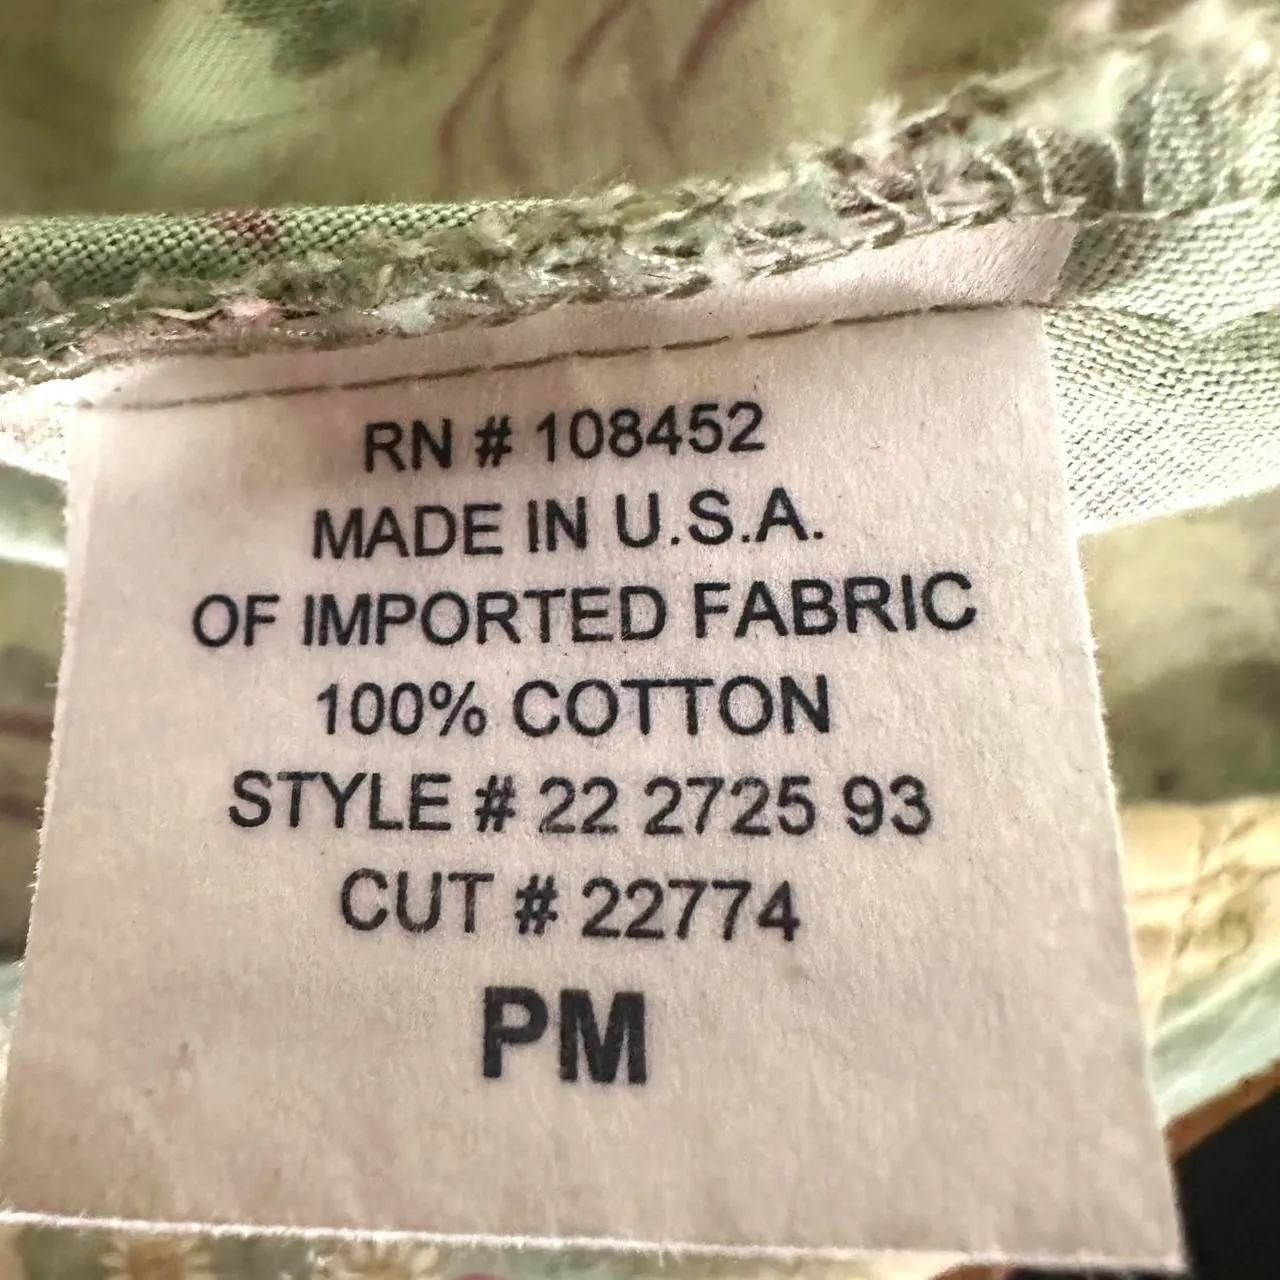 RN # 108452
MADE IN U.S.A.
OF IMPORTED FABRIC
100% COTTON
STYLE # 22 2725 93
CUT # 22774
PM